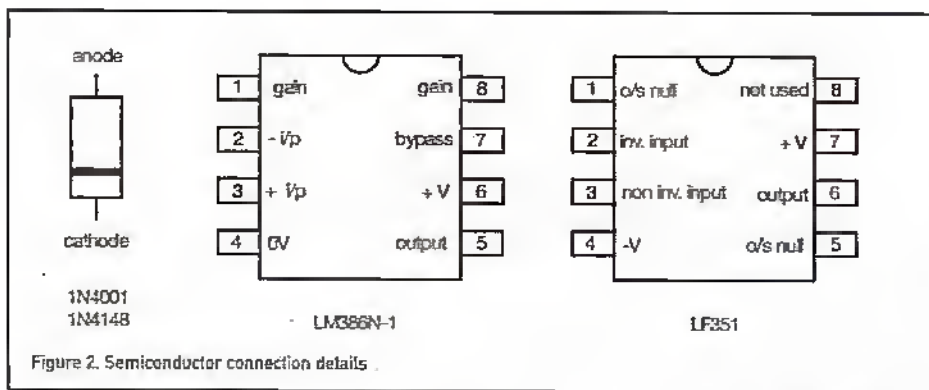 anode
cathode
1N4001
1N4148
1 gain
2 - i/p
3 + i/p
4 0V
gain 8
bypass 7
+ V 6
output 5
LM386N-1
1 o/s null
2 inv. input
3 non inv. input
4 -V
not used 8
+ V 7
output 6
o/s null 5
LF351
Figure 2. Semiconductor connection details